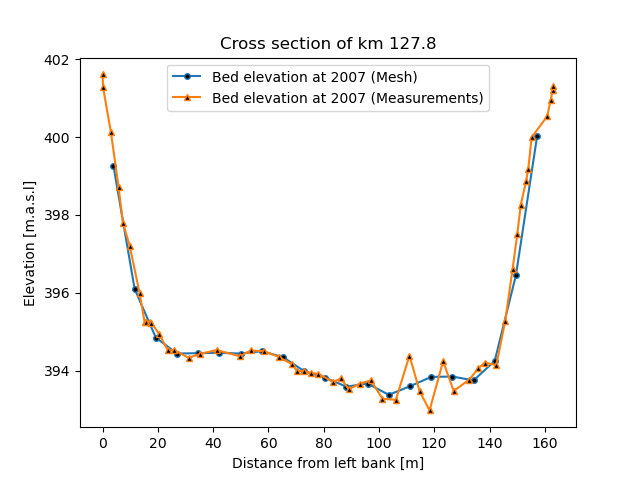 Cross section of km 127.8
Bed elevation at 2007 (Mesh)
Bed elevation at 2007 (Measurements)
Elevation [m.a.s.l]
402
400
398
396
394
0 20 40 60 80 100 120 140 160
Distance from left bank [m]